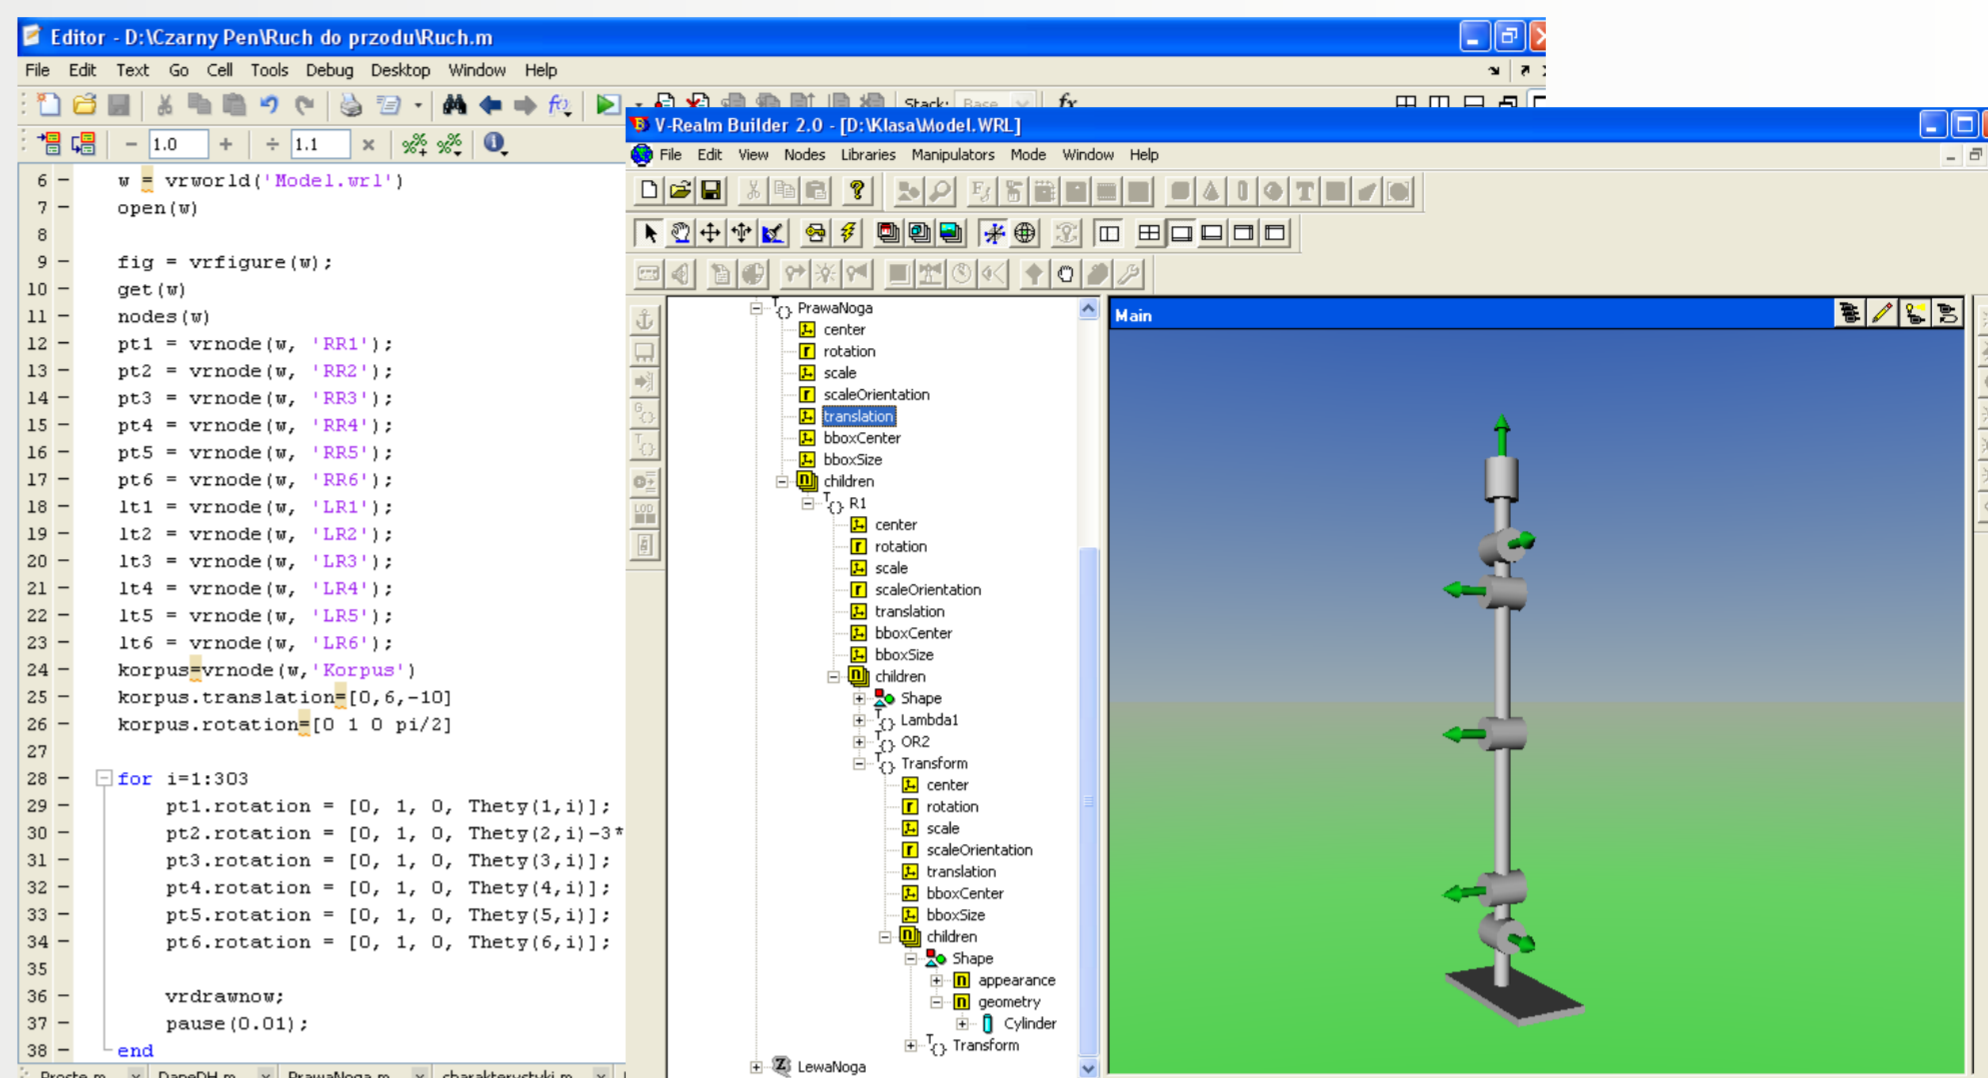 Editor - D:\Czarny Pen\Ruch do przodu\Ruch.m
File Edit Text Go Cell Tools Debug Desktop Window Help
Stack: Base fx
− 1.0 + ÷ 1.1 ×
6 − w = vrworld('Model.wrl')
7 − open(w)
8
9 − fig = vrfigure(w);
10 − get(w)
11 − nodes(w)
12 − pt1 = vrnode(w, 'RR1');
13 − pt2 = vrnode(w, 'RR2');
14 − pt3 = vrnode(w, 'RR3');
15 − pt4 = vrnode(w, 'RR4');
16 − pt5 = vrnode(w, 'RR5');
17 − pt6 = vrnode(w, 'RR6');
18 − lt1 = vrnode(w, 'LR1');
19 − lt2 = vrnode(w, 'LR2');
20 − lt3 = vrnode(w, 'LR3');
21 − lt4 = vrnode(w, 'LR4');
22 − lt5 = vrnode(w, 'LR5');
23 − lt6 = vrnode(w, 'LR6');
24 − korpus=vrnode(w,'Korpus')
25 − korpus.translation=[0,6,-10]
26 − korpus.rotation=[0 1 0 pi/2]
27
28 − for i=1:303
29 − pt1.rotation = [0, 1, 0, Thety(1,i)];
30 − pt2.rotation = [0, 1, 0, Thety(2,i)-3*
31 − pt3.rotation = [0, 1, 0, Thety(3,i)];
32 − pt4.rotation = [0, 1, 0, Thety(4,i)];
33 − pt5.rotation = [0, 1, 0, Thety(5,i)];
34 − pt6.rotation = [0, 1, 0, Thety(6,i)];
35
36 − vrdrawnow;
37 − pause(0.01);
38 − end
Proste.m DaneDH.m PrawaNoga.m charakterystyki.m
V-Realm Builder 2.0 - [D:\Klasa\Model.WRL]
File Edit View Nodes Libraries Manipulators Mode Window Help
PrawaNoga
center
rotation
scale
scaleOrientation
translation
bboxCenter
bboxSize
children
R1
center
rotation
scale
scaleOrientation
translation
bboxCenter
bboxSize
children
Shape
Lambda1
OR2
Transform
center
rotation
scale
scaleOrientation
translation
bboxCenter
bboxSize
children
Shape
appearance
geometry
Cylinder
Transform
LewaNoga
Main